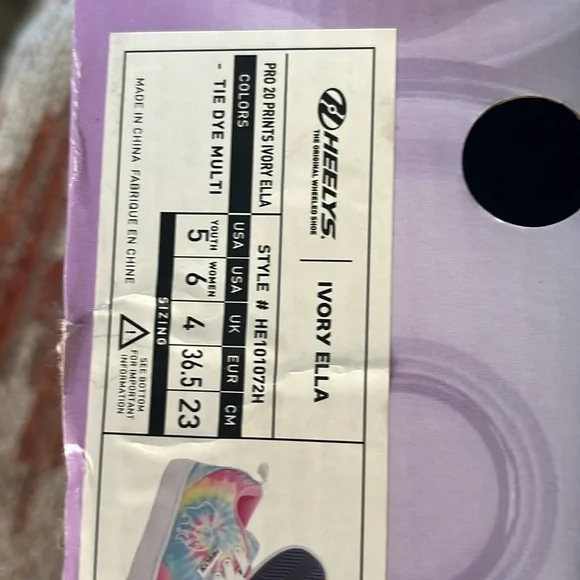 HEELYS.
THE ORIGINAL WHEELED SHOE
IVORY ELLA
PRO 20 PRINTS IVORY ELLA
STYLE # HE101072H
COLORS
- TIE DYE MULTI
USA USA UK EUR CM
YOUTH WOMEN
5 6 4 36.5 23
SIZING
MADE IN CHINA FABRIQUE EN CHINE
SEE BOTTOM
FOR IMPORTANT
INFORMATION